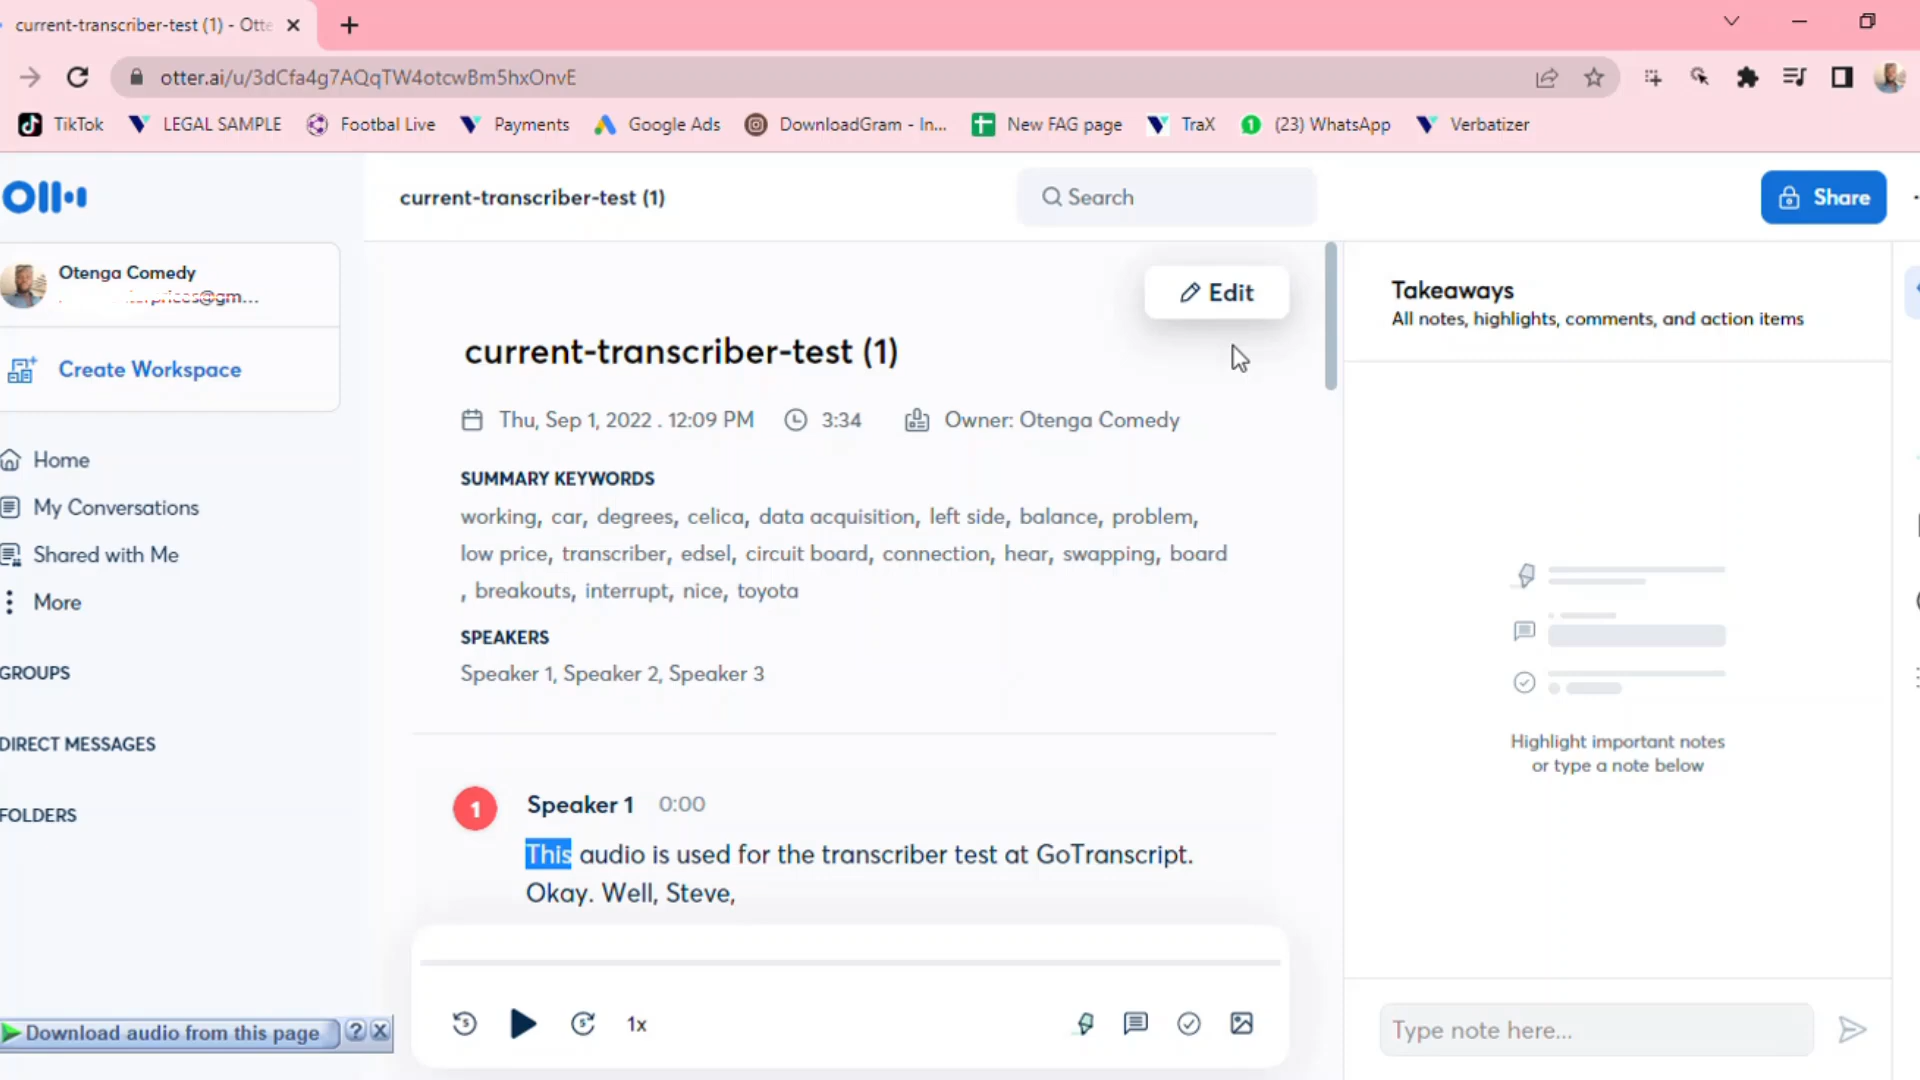 current-transcriber-test (1) - Otte
otter.ai/u/3dCfa4g7AQqTW4otcwBm5hxOnvE
TikTok LEGAL SAMPLE Footbal Live Payments Google Ads DownloadGram - In... New FAG page TraX (23) WhatsApp Verbatizer
current-transcriber-test (1)
Search
Share
Otenga Comedy
@gm...
Create Workspace
Home
My Conversations
Shared with Me
More
GROUPS
DIRECT MESSAGES
FOLDERS
Download audio from this page ?
Edit
current-transcriber-test (1)
Thu, Sep 1, 2022 . 12:09 PM 3:34 Owner: Otenga Comedy
SUMMARY KEYWORDS
working, car, degrees, celica, data acquisition, left side, balance, problem,
low price, transcriber, edsel, circuit board, connection, hear, swapping, board
, breakouts, interrupt, nice, toyota
SPEAKERS
Speaker 1, Speaker 2, Speaker 3
1 Speaker 1 0:00
This audio is used for the transcriber test at GoTranscript.
Okay. Well, Steve,
5 5 1x
Takeaways
All notes, highlights, comments, and action items
Highlight important notes
or type a note below
Type note here...